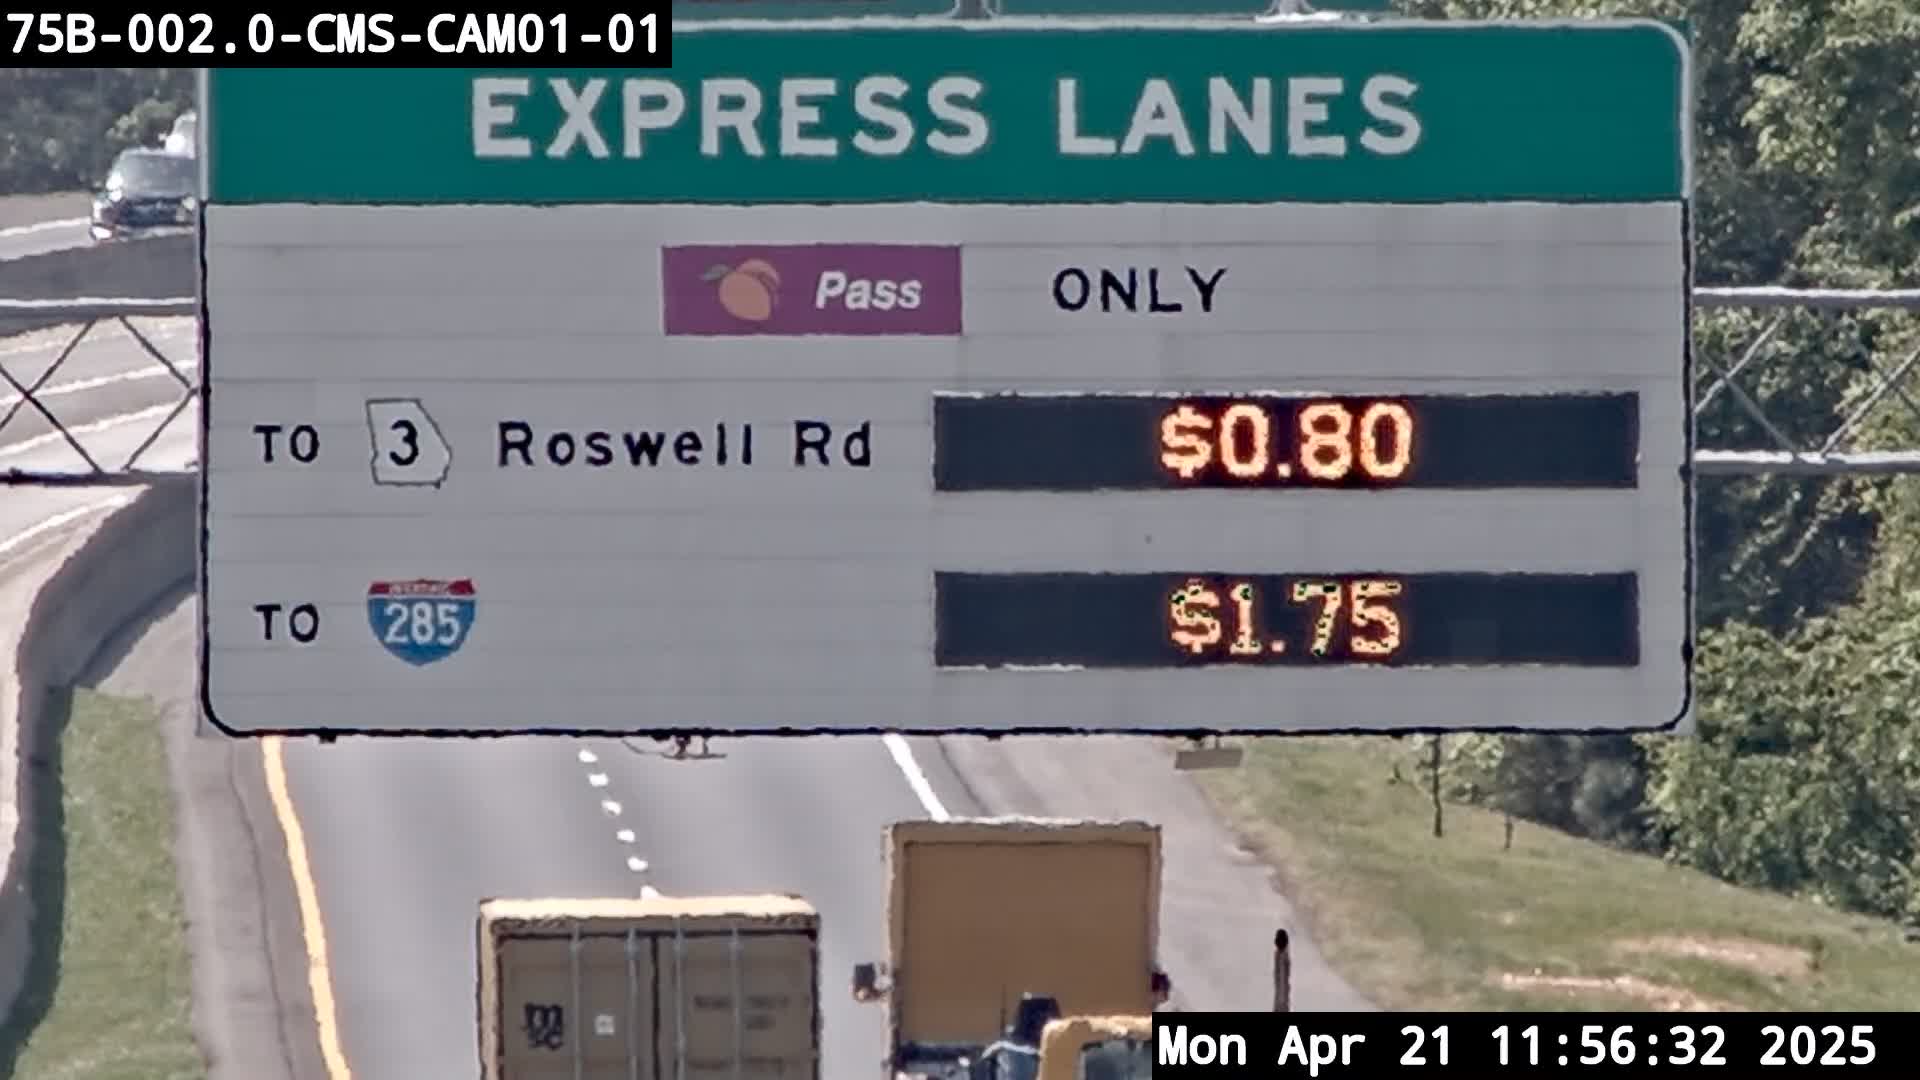 75B-002.0-CMS-CAM01-01
EXPRESS LANES
Pass ONLY
TO 3 Roswell Rd $0.80
TO 285 $1.75
msc
Mon Apr 21 11:56:32 2025